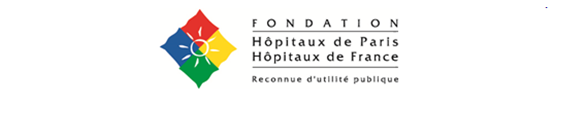 FONDATION
Hôpitaux de Paris
Hôpitaux de France
Reconnue d'utilité publique